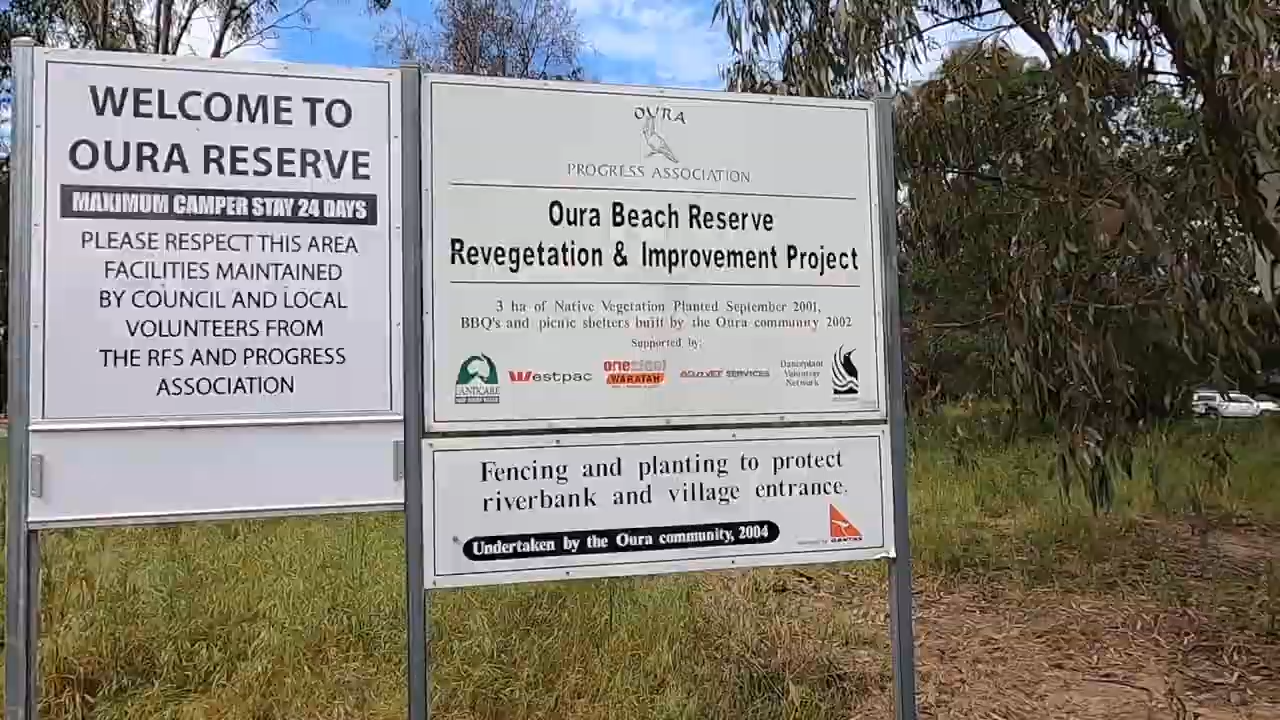 WELCOME TO
OURA RESERVE
MAXIMUM CAMPER STAY 24 DAYS
PLEASE RESPECT THIS AREA
FACILITIES MAINTAINED
BY COUNCIL AND LOCAL
VOLUNTEERS FROM
THE RFS AND PROGRESS
ASSOCIATION
OURA
PROGRESS ASSOCIATION
Oura Beach Reserve
Revegetation & Improvement Project
3 ha of Native Vegetation Planted September 2001,
BBQ's and picnic shelters built by the Oura community 2002
Supported by:
LANDCARE
Westpac
onesteel
WARATAH
SERVICES
Voluntary
Network
Fencing and planting to protect
riverbank and village entrance.
Undertaken by the Oura community, 2004
QANTAS